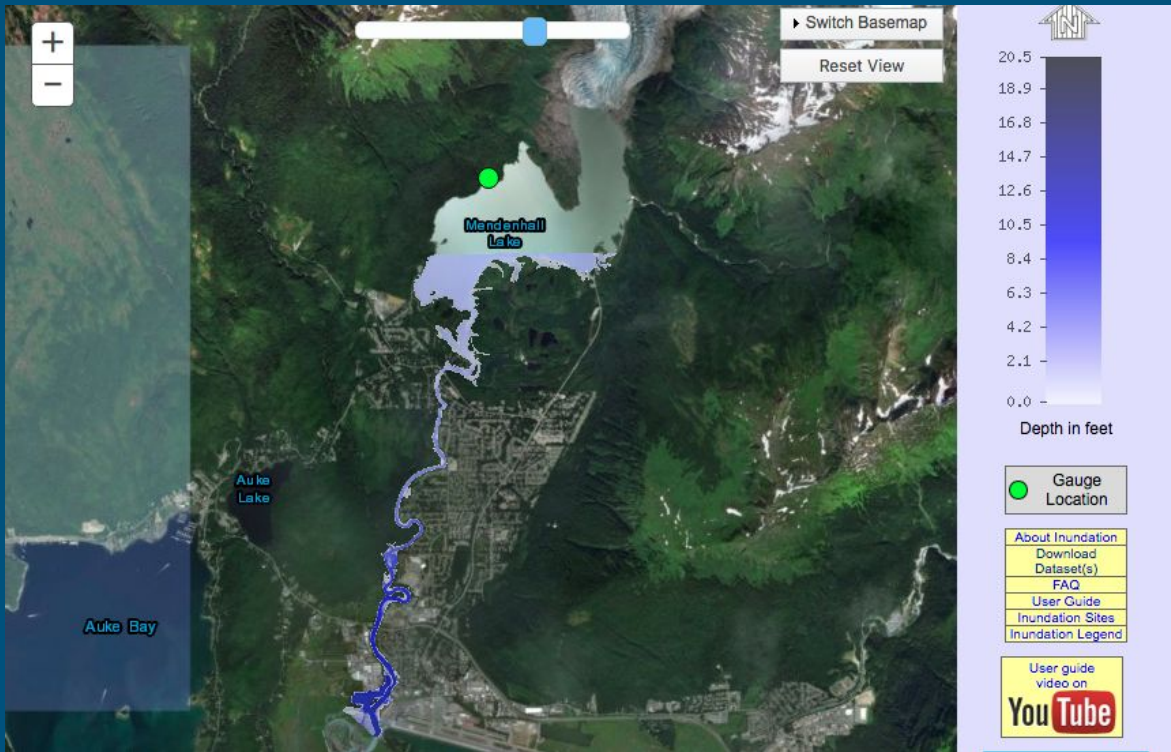 +
−
Switch Basemap
Reset View
N
20.5
18.9
16.8
14.7
12.6
10.5
8.4
6.3
4.2
2.1
0.0
Depth in feet
Mendenhall
Lake
Auke
Lake
Auke Bay
Gauge
Location
About Inundation
Download
Dataset(s)
FAQ
User Guide
Inundation Sites
Inundation Legend
User guide
video on
YouTube